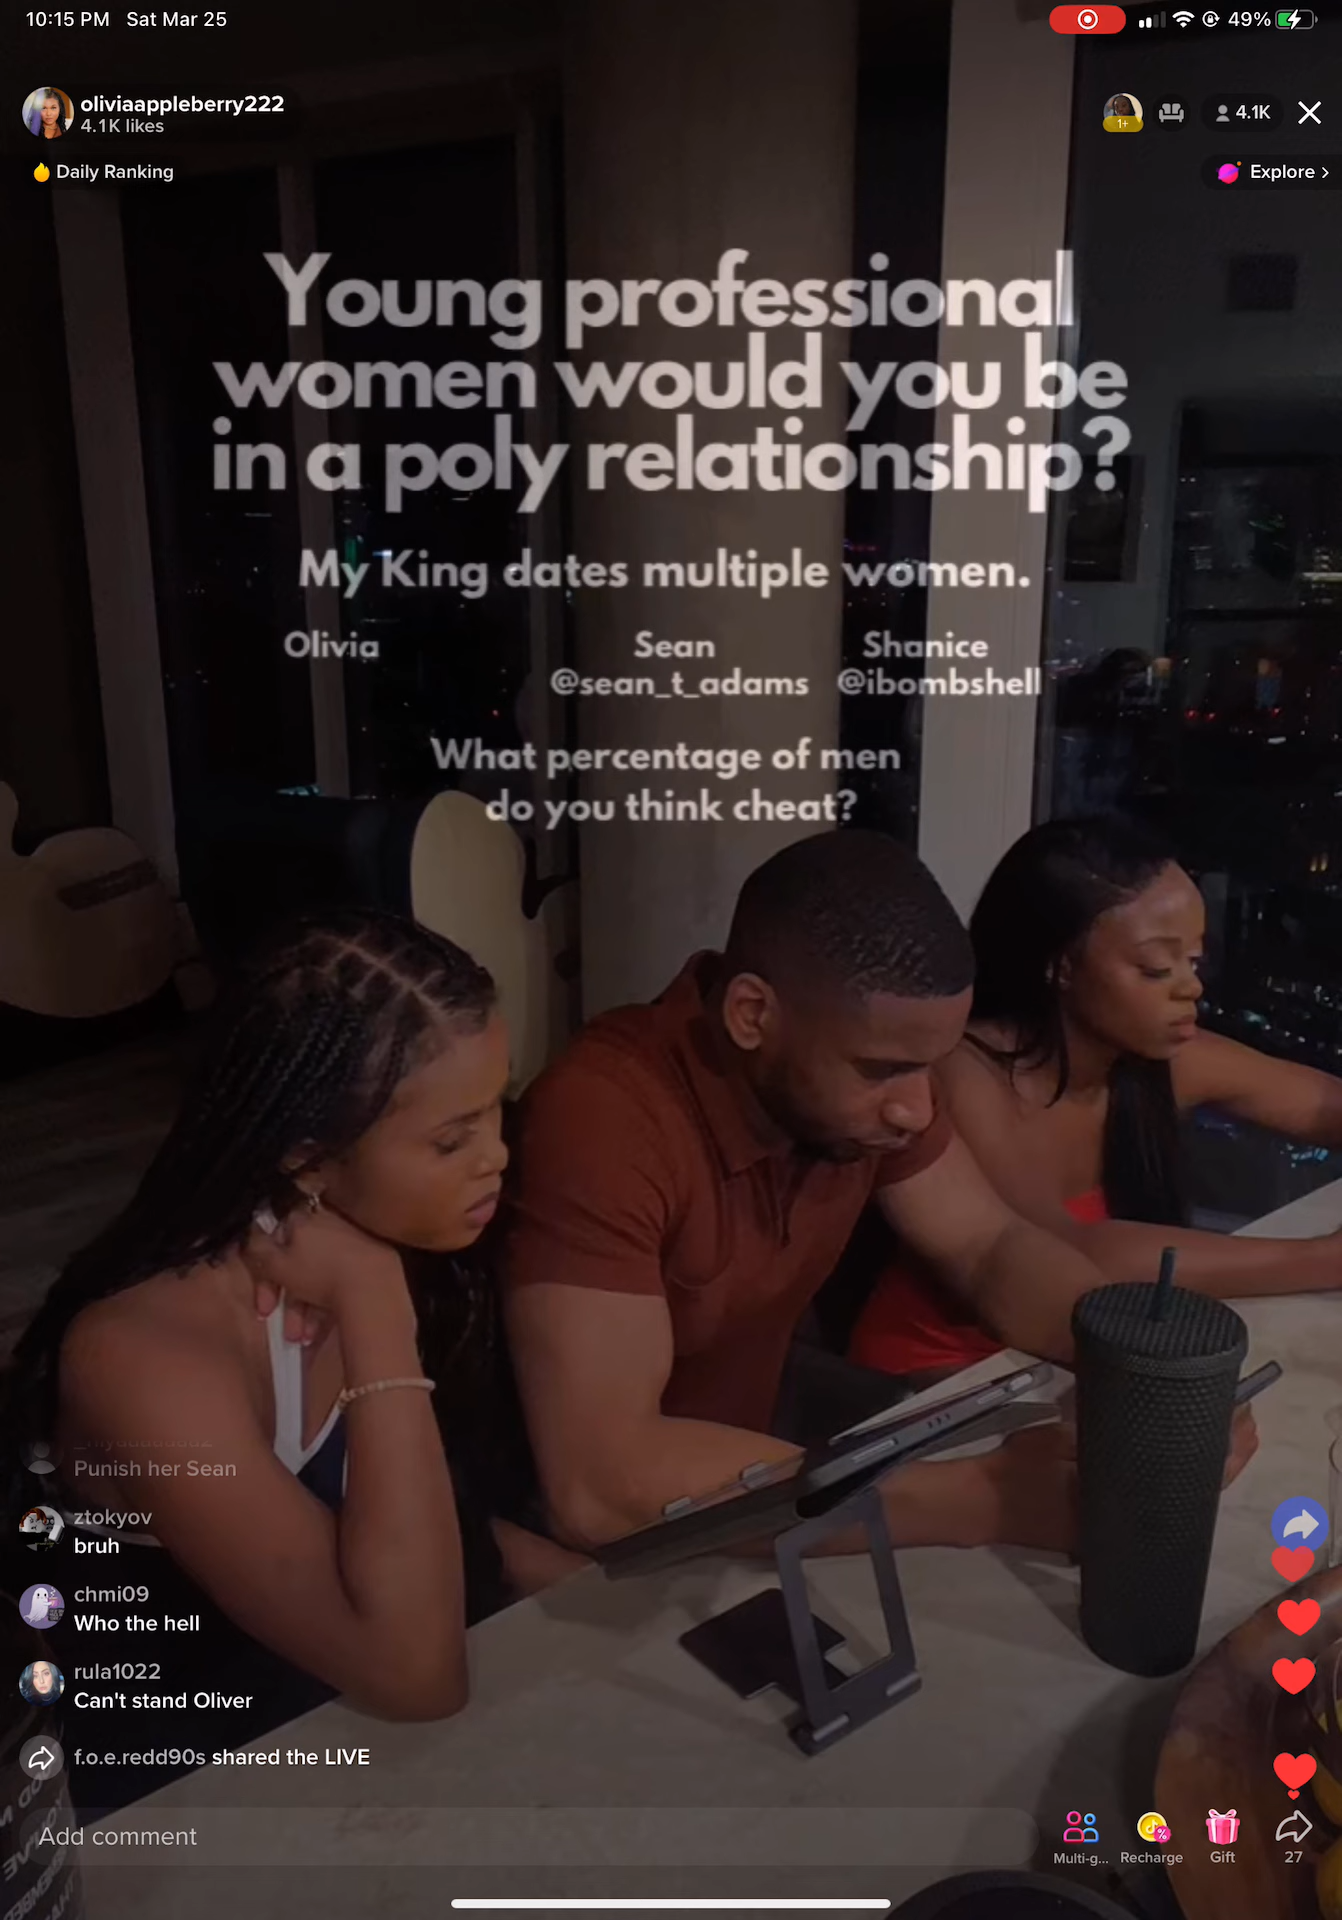 10:15 PM Sat Mar 25
49%
oliviaappleberry222
4.1K likes
1+
4.1K
Daily Ranking
Explore >
Young professional
women would you be
in a poly relationship?
My King dates multiple women.
Olivia Sean Shanice
@sean_t_adams @ibombshell
What percentage of men
do you think cheat?
Punish her Sean
ztokyov
bruh
chmi09
Who the hell
rula1022
Can't stand Oliver
f.o.e.redd90s shared the LIVE
Add comment
Multi-g... Recharge Gift 27